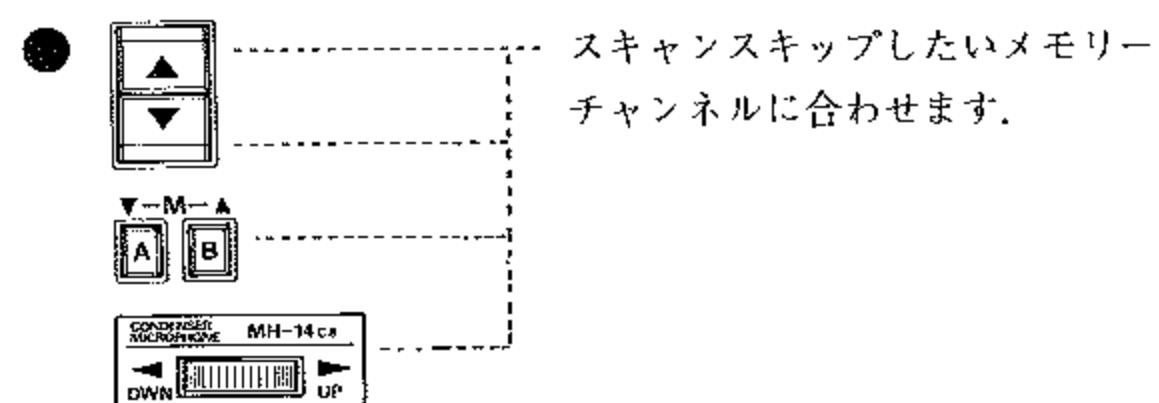 スキャンスキップしたいメモリー
チャンネルに合わせます.
▼-M-▲
A B
CONDENSER MH-14c8
MICROPHONE
DWN UP